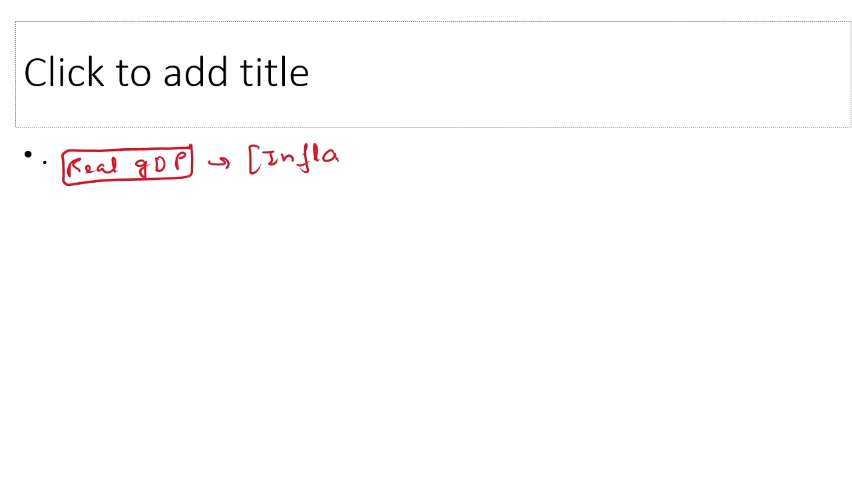 Click to add title
• . Real gDP → [Infla